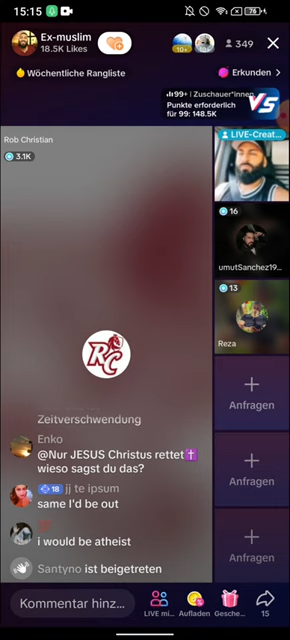 15:15
76
Ex-muslim
18.5K Likes
10+
349
Wöchentliche Rangliste
Erkunden >
99+ | Zuschauer*innen
Punkte erforderlich
für 99: 148.5K
VS
Rob Christian
3.1K
LIVE-Creat...
RC
16
umutSanchez19...
13
Reza
Anfragen
Anfragen
Anfragen
Zeitverschwendung
Enko
@Nur JESUS Christus rettet✝️
wieso sagst du das?
18 jj te ipsum
same I'd be out
💯
i would be atheist
Santyno ist beigetreten
Kommentar hinz...
LIVE mi...
Aufladen
Gesche...
15